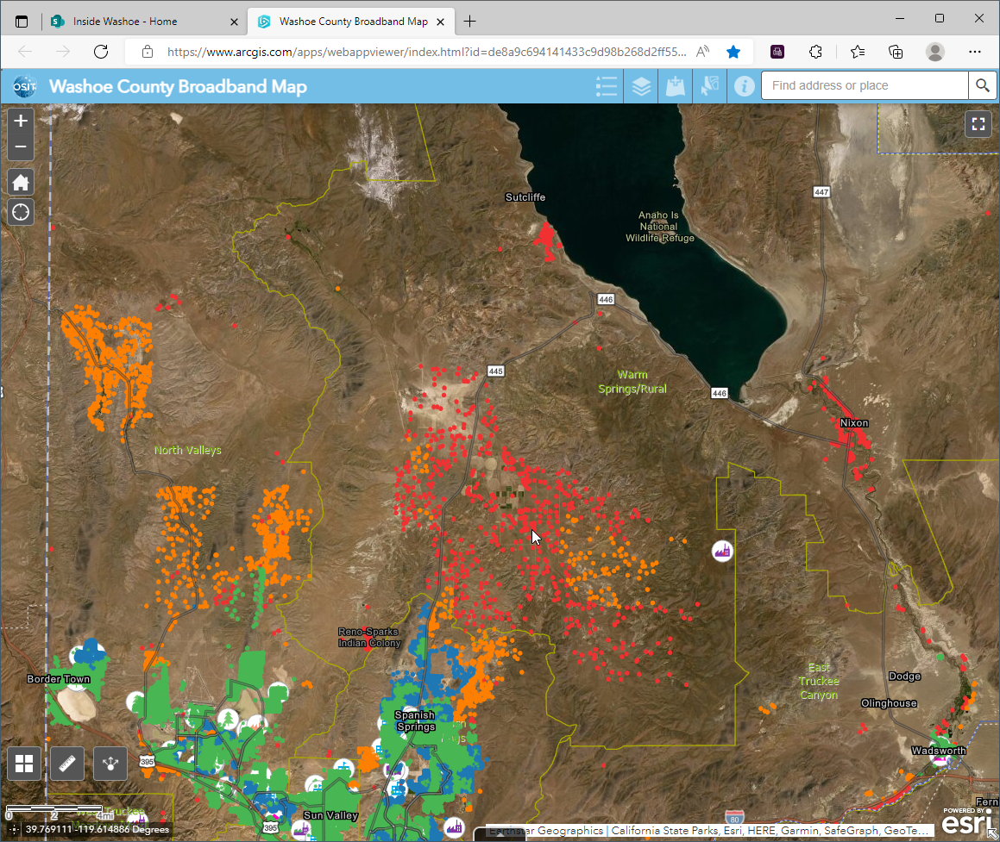 Inside Washoe - Home
Washoe County Broadband Map
https://www.arcgis.com/apps/webappviewer/index.html?id=de8a9c694141433c9d98b268d2ff55...
OSIT
Washoe County Broadband Map
Find address or place
+
−
Sutcliffe
447
Anaho Is
National
Wildlife Refuge
446
445
Warm
Springs/Rural
446
Nixon
North Valleys
Reno-Sparks
Indian Colony
Border Town
East
Truckee
Canyon
Dodge
Olinghouse
Spanish
Springs
Wadsworth
395
Sun Valley
Fern
West Truckee
0 2 4mi
395
80
39.769111 -119.614886 Degrees
POWERED BY
esri
Earthstar Geographics | California State Parks, Esri, HERE, Garmin, SafeGraph, GeoTe...